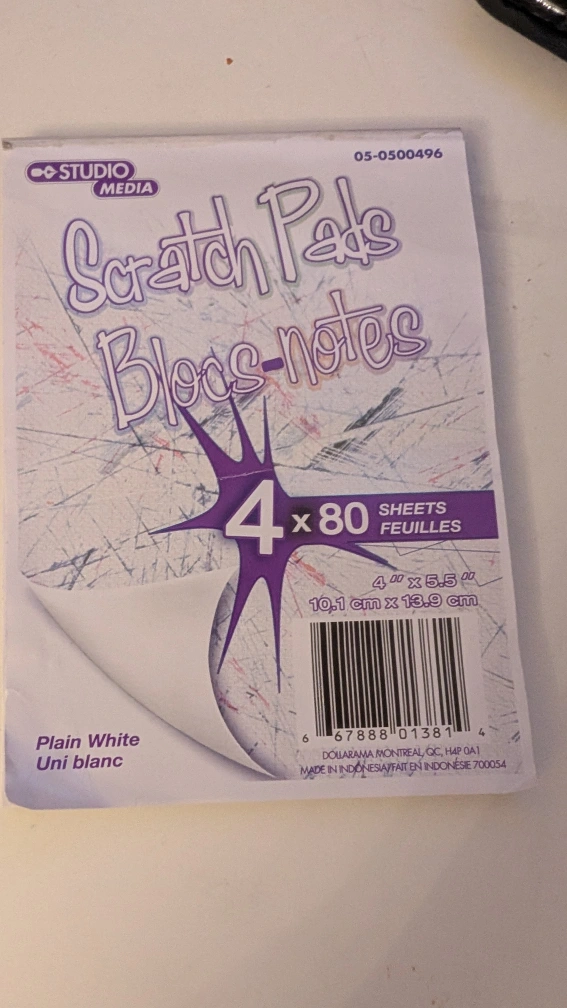 STUDIO
MEDIA
05-0500496
Scratch Pads
Blocs-notes
4 x 80 SHEETS
FEUILLES
4" x 5.5"
10.1 cm x 13.9 cm
6 67888 01381 4
DOLLARAMA MONTREAL, QC, H4P 0A1
MADE IN INDONESIA/FAIT EN INDONÉSIE 700054
Plain White
Uni blanc